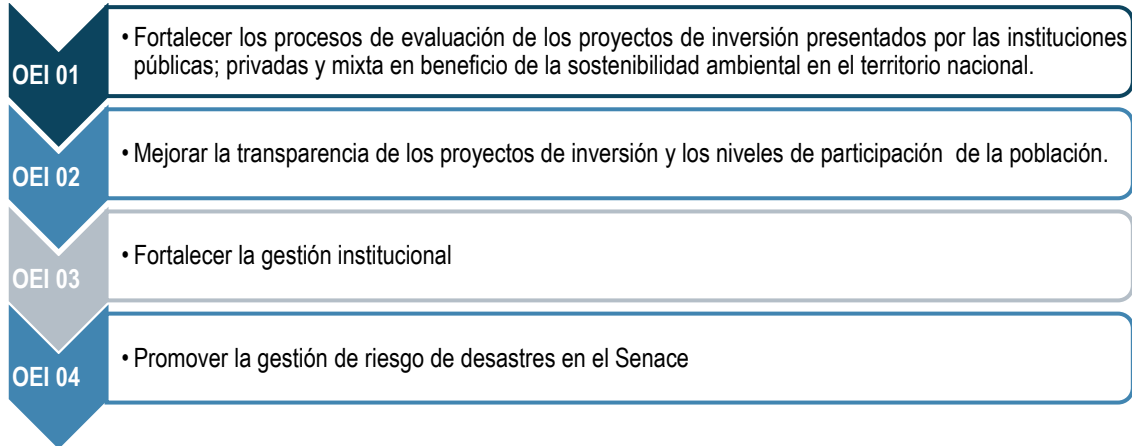 OEI 01
• Fortalecer los procesos de evaluación de los proyectos de inversión presentados por las instituciones
públicas; privadas y mixta en beneficio de la sostenibilidad ambiental en el territorio nacional.
OEI 02
• Mejorar la transparencia de los proyectos de inversión y los niveles de participación de la población.
OEI 03
• Fortalecer la gestión institucional
OEI 04
• Promover la gestión de riesgo de desastres en el Senace